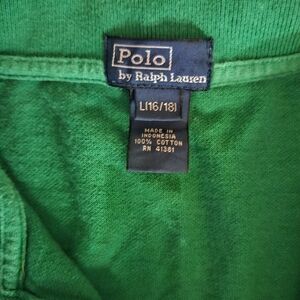 Polo
by Ralph Lauren
L(16/18)
MADE IN
INDONESIA
100% COTTON
RN 41381